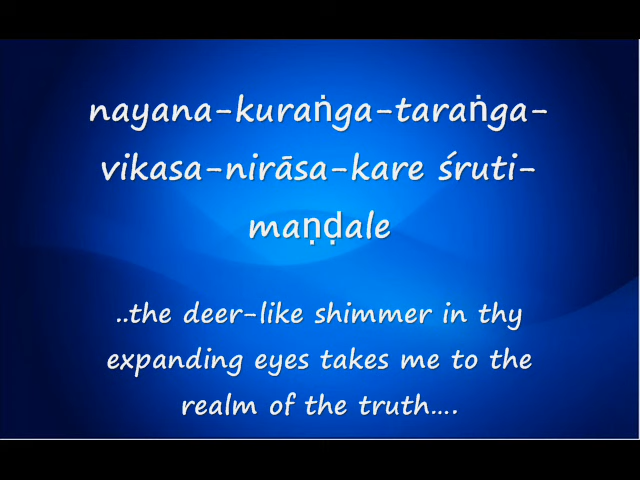 nayana-kuraṅga-taraṅga-
vikasa-nirāsa-kare śruti-
maṇḍale
..the deer-like shimmer in thy
expanding eyes takes me to the
realm of the truth....